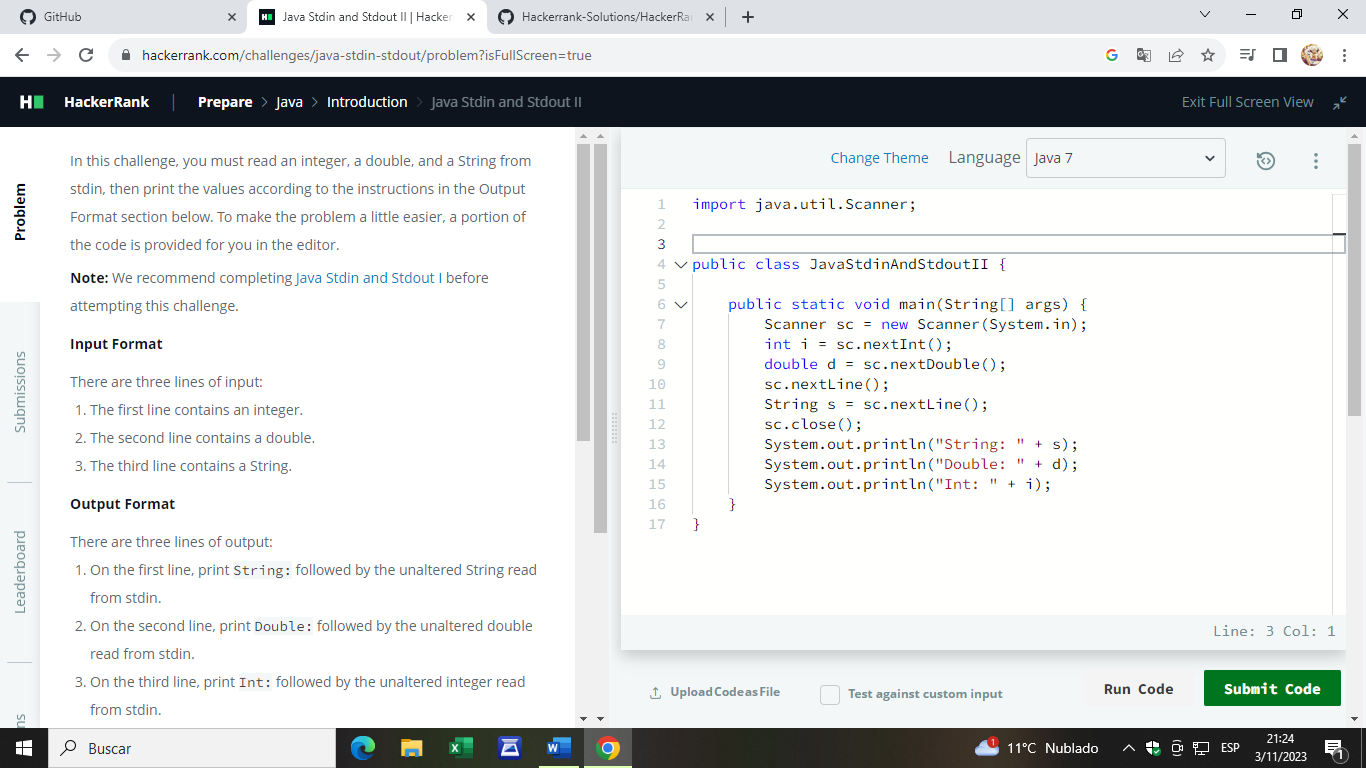 GitHub
Java Stdin and Stdout II | Hacker
Hackerrank-Solutions/HackerRa
hackerrank.com/challenges/java-stdin-stdout/problem?isFullScreen=true
HackerRank
Prepare > Java > Introduction > Java Stdin and Stdout II
Exit Full Screen View
Problem
Submissions
Leaderboard
In this challenge, you must read an integer, a double, and a String from
stdin, then print the values according to the instructions in the Output
Format section below. To make the problem a little easier, a portion of
the code is provided for you in the editor.
Note: We recommend completing Java Stdin and Stdout I before
attempting this challenge.
Input Format
There are three lines of input:
1. The first line contains an integer.
2. The second line contains a double.
3. The third line contains a String.
Output Format
There are three lines of output:
1. On the first line, print String: followed by the unaltered String read
from stdin.
2. On the second line, print Double: followed by the unaltered double
read from stdin.
3. On the third line, print Int: followed by the unaltered integer read
from stdin.
Change Theme Language Java 7
1 import java.util.Scanner;
2
3
4 public class JavaStdinAndStdoutII {
5
6 public static void main(String[] args) {
7 Scanner sc = new Scanner(System.in);
8 int i = sc.nextInt();
9 double d = sc.nextDouble();
10 sc.nextLine();
11 String s = sc.nextLine();
12 sc.close();
13 System.out.println("String: " + s);
14 System.out.println("Double: " + d);
15 System.out.println("Int: " + i);
16 }
17 }
Line: 3 Col: 1
Upload Code as File
Test against custom input
Run Code
Submit Code
Buscar
1
11°C Nublado
ESP
21:24
3/11/2023
1